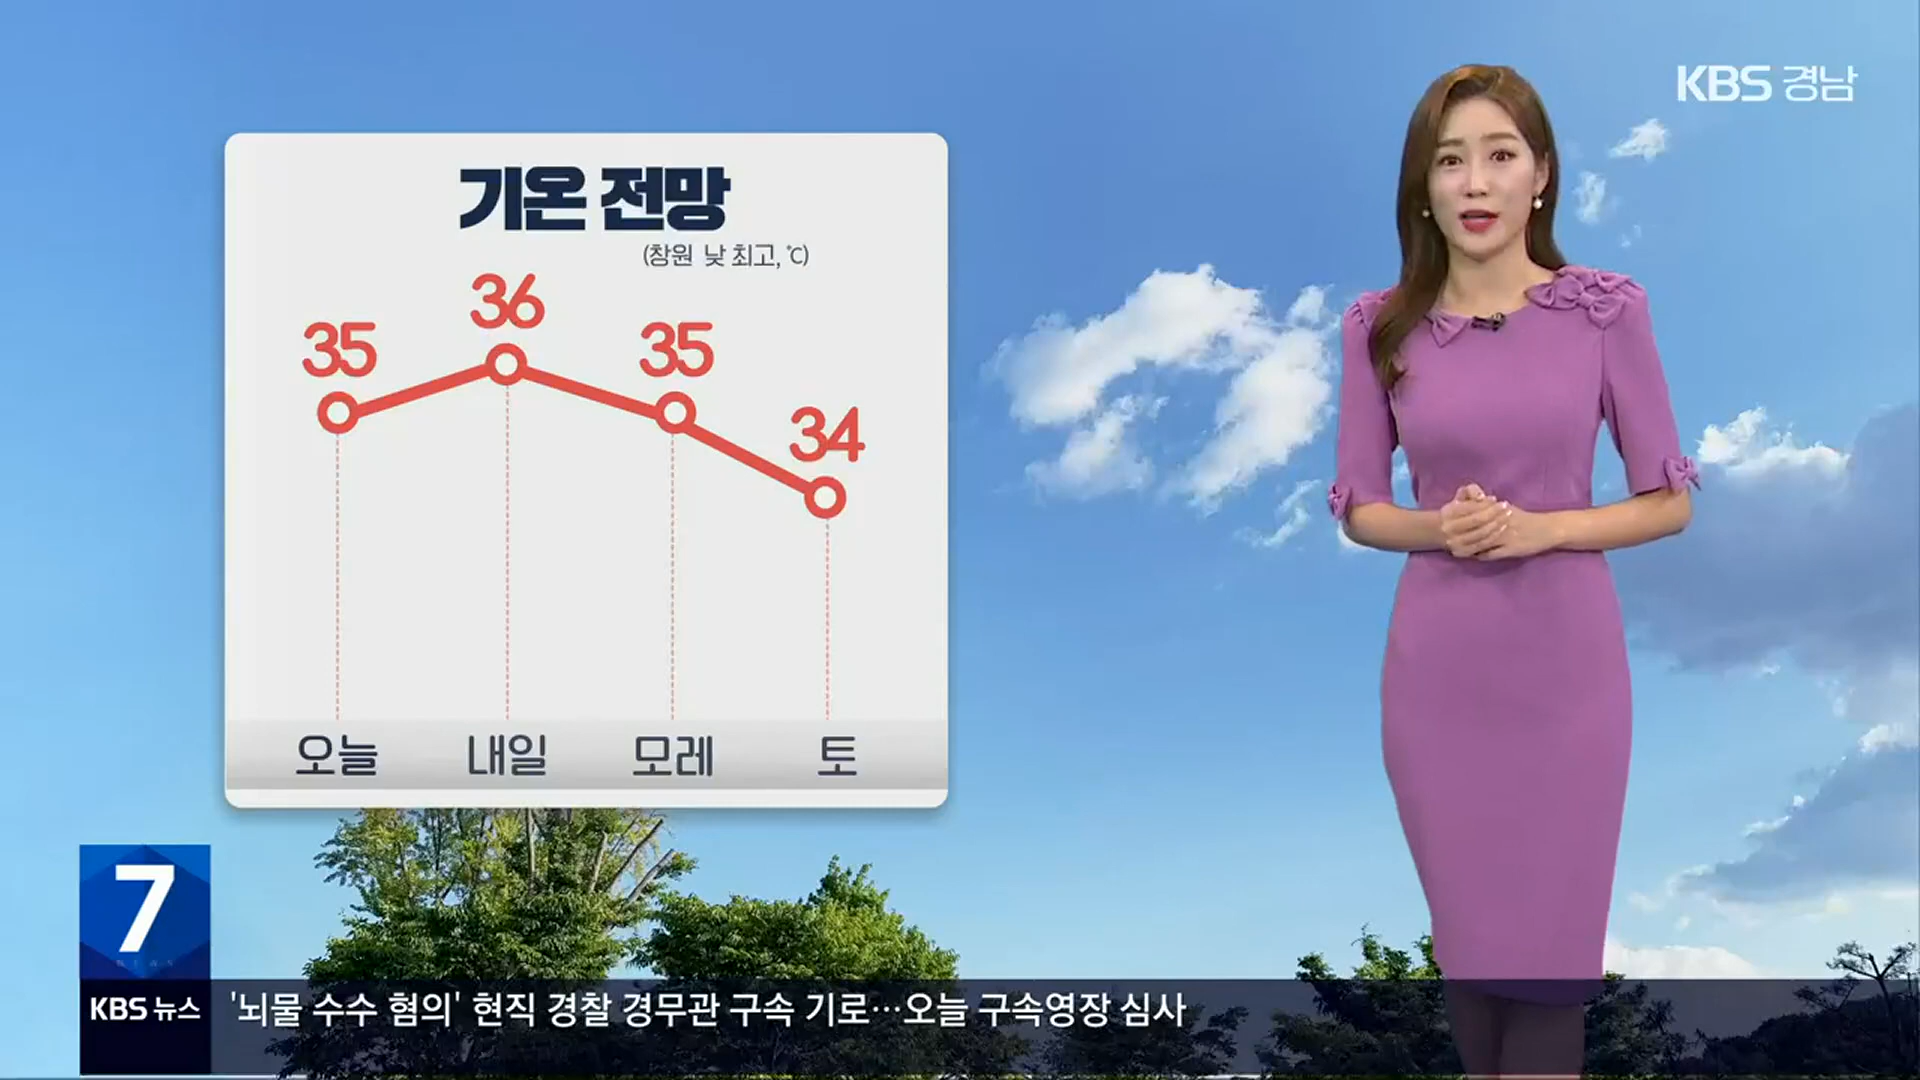 KBS 경남
기온 전망
(창원 낮 최고, ℃)
35
36
35
34
오늘
내일
모레
토
7
NEWS
KBS 뉴스
'뇌물 수수 혐의' 현직 경찰 경무관 구속 기로…오늘 구속영장 심사